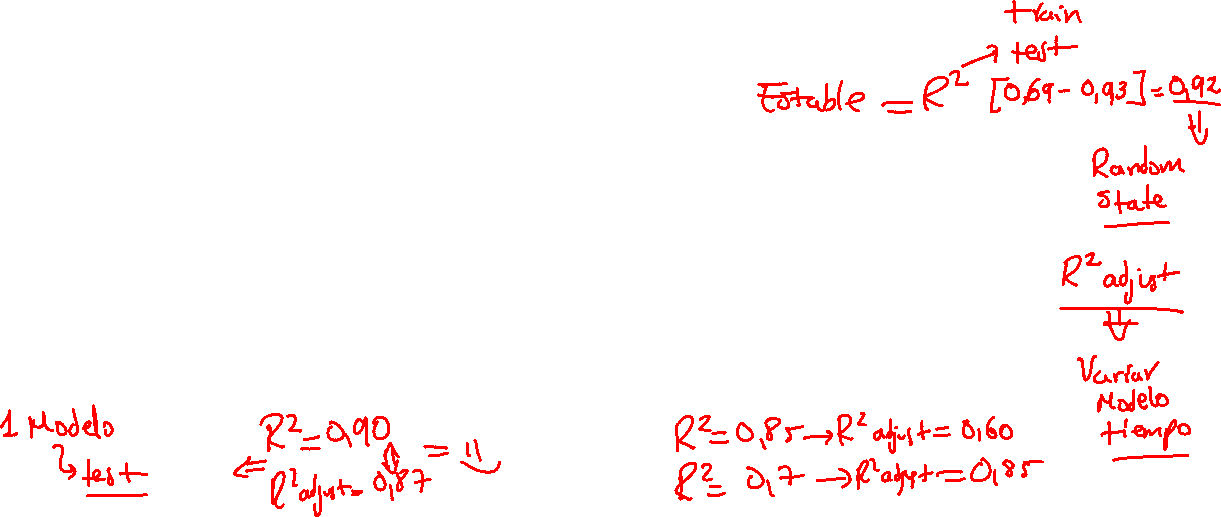 train
test
Estable = R² [0,69 - 0,93] = 0,92
Random
state
R² adjust
Variar
Modelo
tiempo
1 Modelo
test
R² = 0,90
R² adjust = 0,87
=
R² = 0,85 → R² adjust = 0,60
R² = 0,7 → R² adjust = 0,85